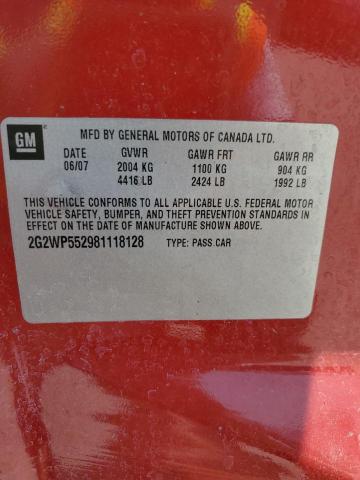 GM
MFD BY GENERAL MOTORS OF CANADA LTD.
DATE GVWR GAWR FRT GAWR RR
06/07 2004 KG 1100 KG 904 KG
4416 LB 2424 LB 1992 LB
THIS VEHICLE CONFORMS TO ALL APPLICABLE U.S. FEDERAL MOTOR
VEHICLE SAFETY, BUMPER, AND THEFT PREVENTION STANDARDS IN
EFFECT ON THE DATE OF MANUFACTURE SHOWN ABOVE.
2G2WP552981118128 TYPE: PASS.CAR